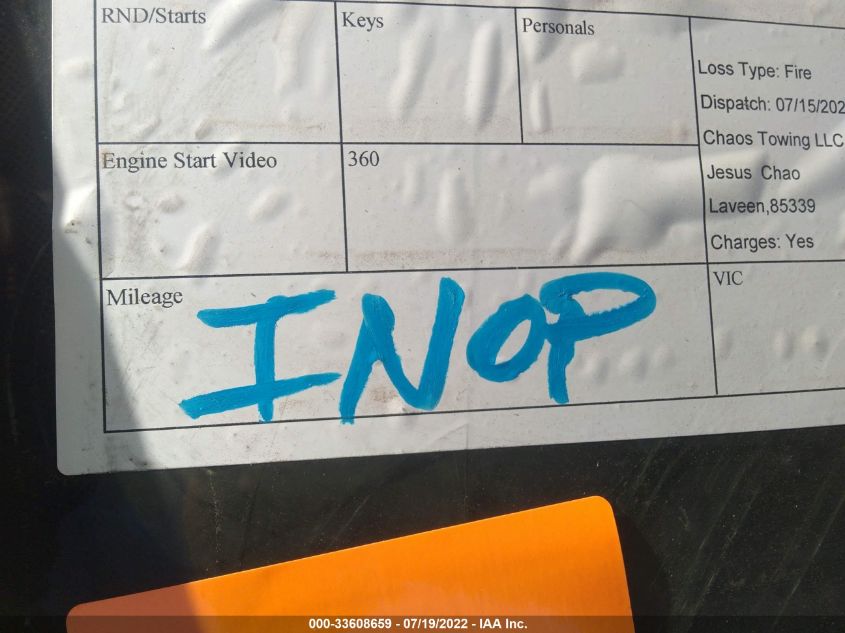 RND/Starts
Keys
Personals
Loss Type: Fire
Dispatch: 07/15/202
Chaos Towing LLC
Jesus Chao
Laveen,85339
Charges: Yes
Engine Start Video
360
Mileage
INOP
VIC
000-33608659 - 07/19/2022 - IAA Inc.